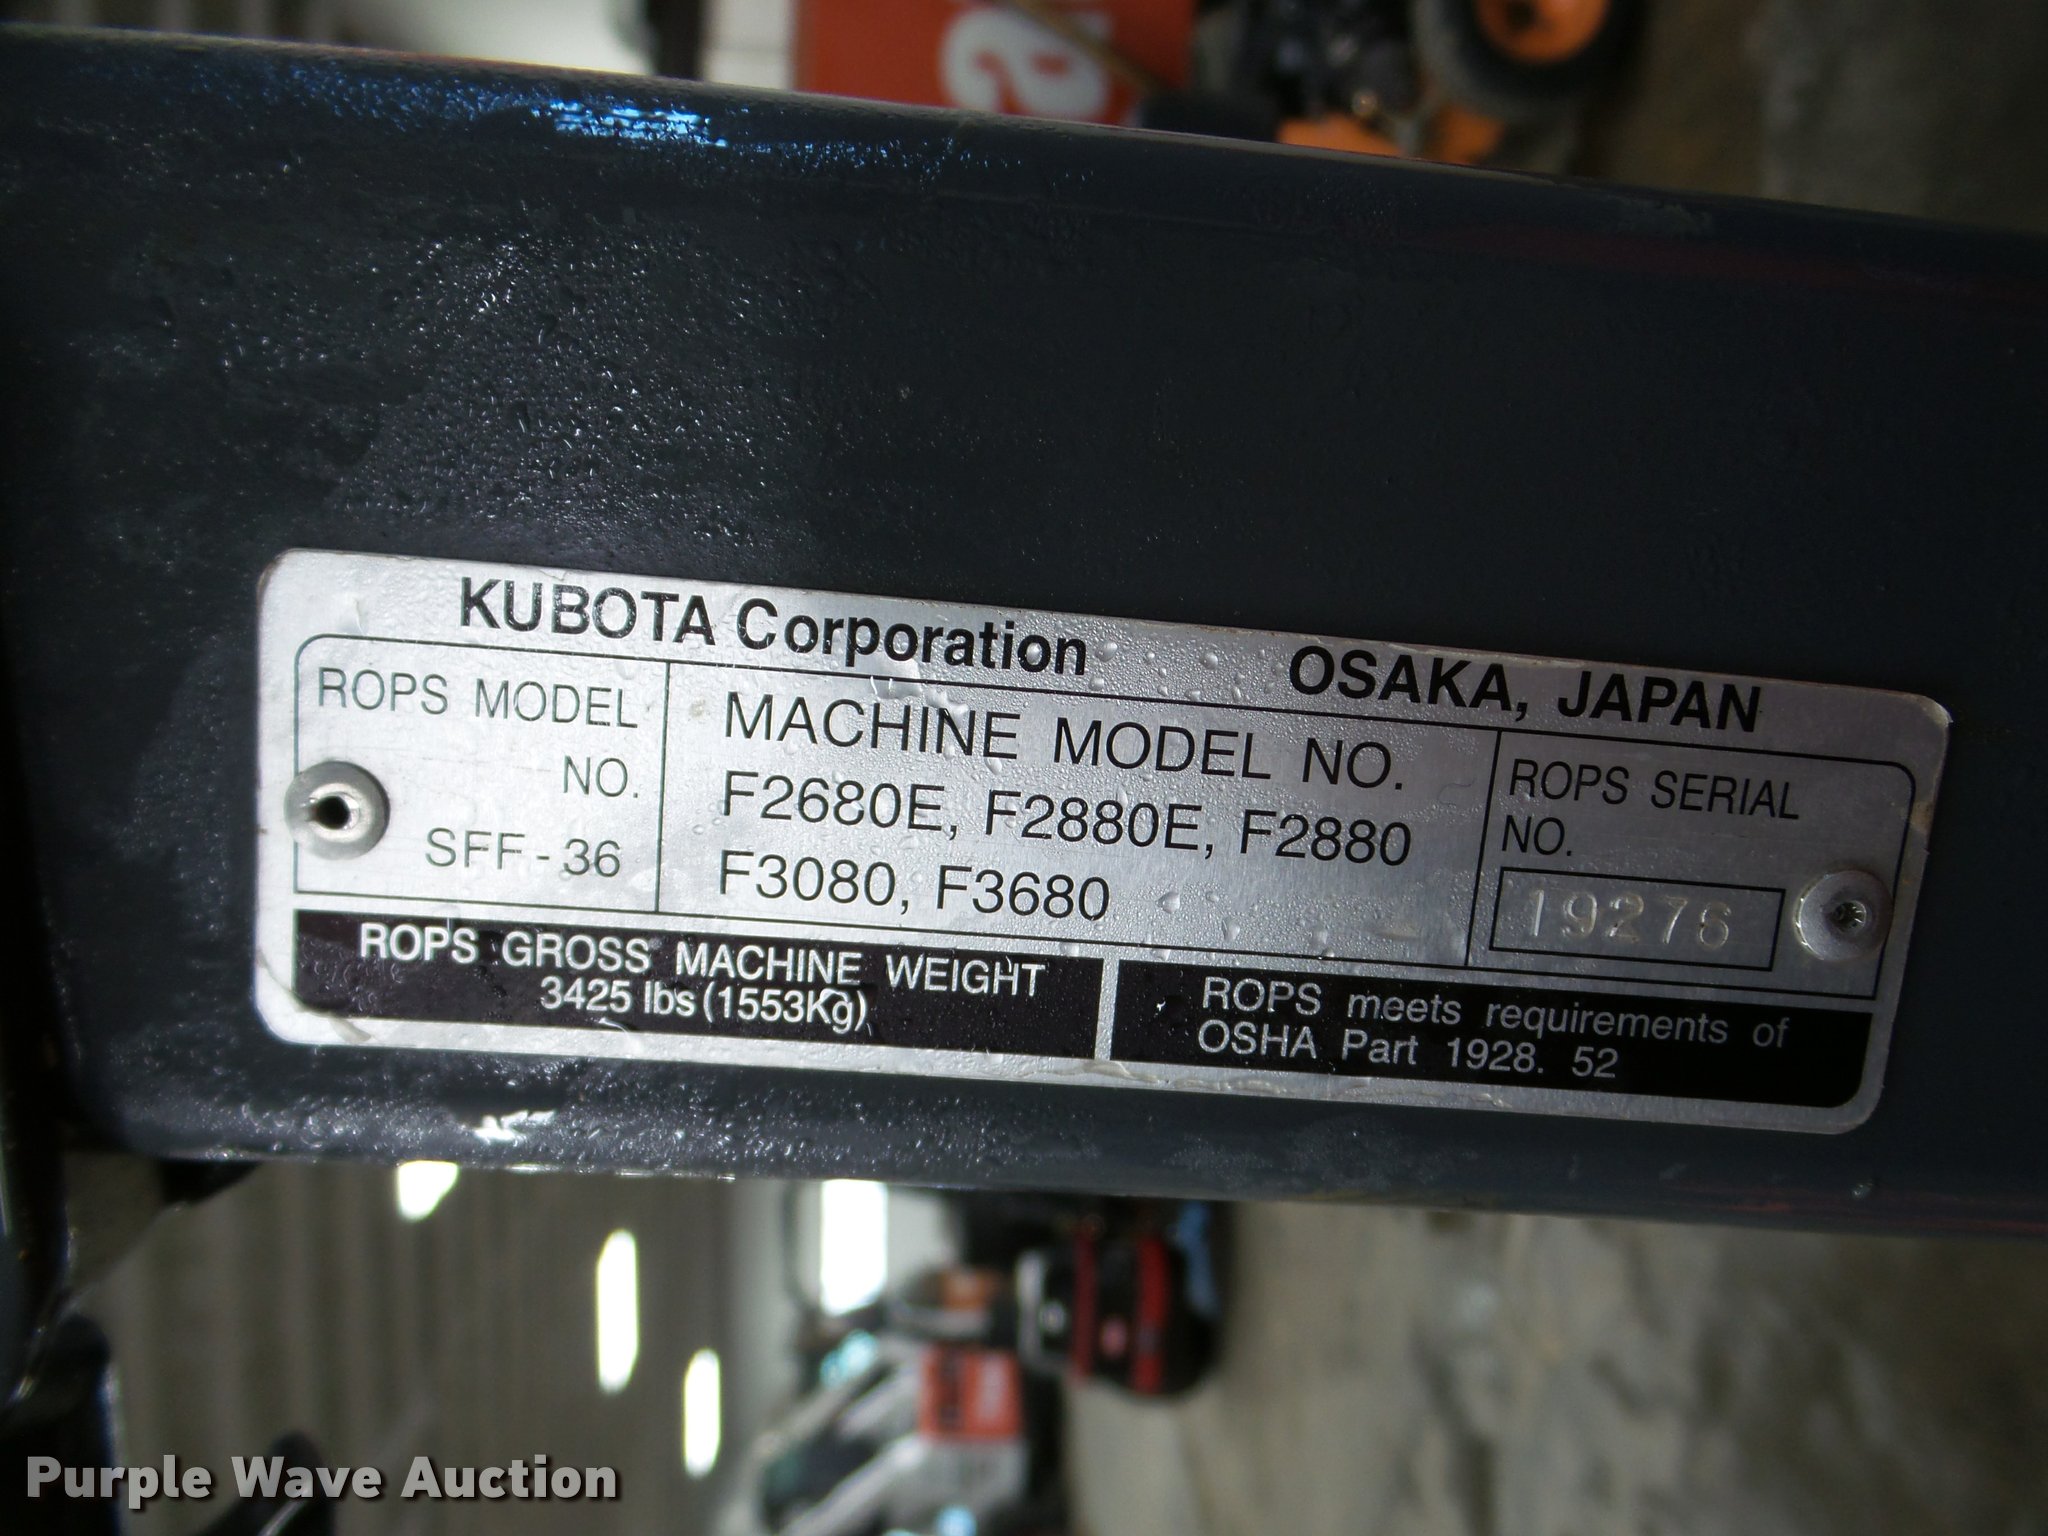 KUBOTA Corporation OSAKA, JAPAN
ROPS MODEL
NO.
SFF-36
MACHINE MODEL NO.
F2680E, F2880E, F2880
F3080, F3680
ROPS SERIAL
NO.
19276
ROPS GROSS MACHINE WEIGHT
3425 lbs (1553Kg)
ROPS meets requirements of
OSHA Part 1928. 52
Purple Wave Auction